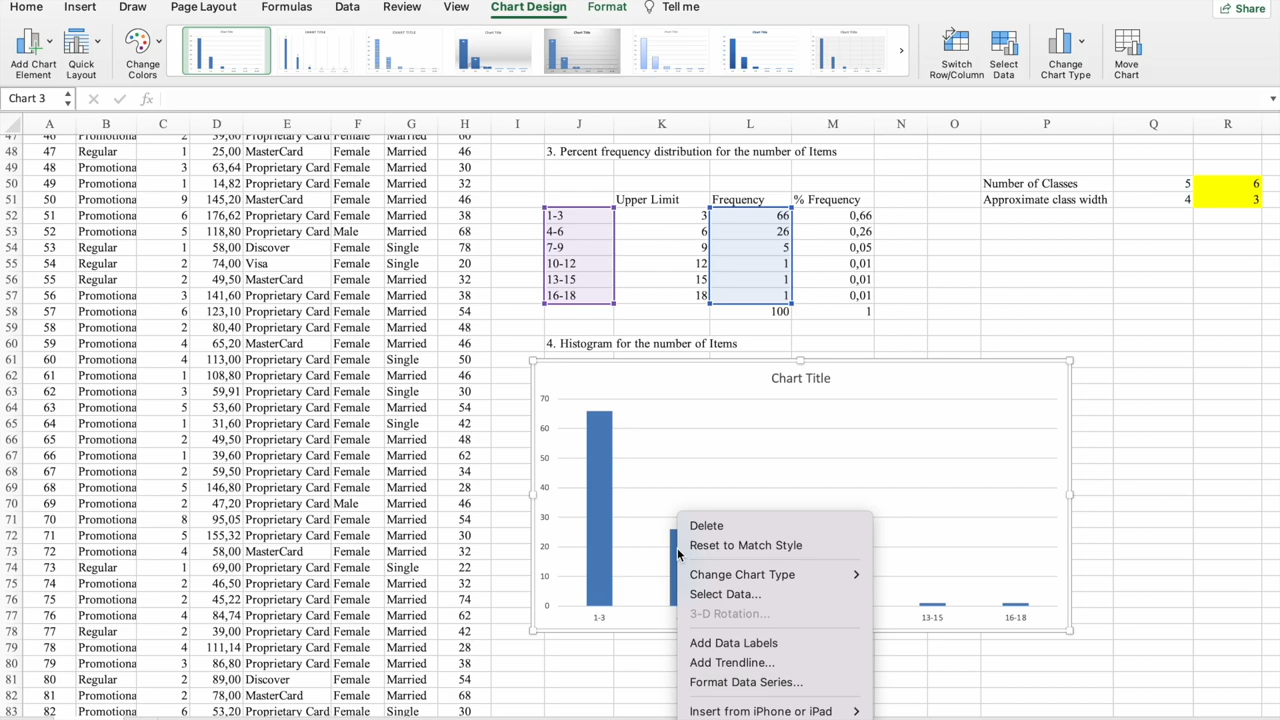 Home Insert Draw Page Layout Formulas Data Review View Chart Design Format Tell me Share
Add Chart Element
Quick Layout
Change Colors
Switch Row/Column
Select Data
Change Chart Type
Move Chart
Chart 3 fx
A B C D E F G H I J K L M N O P Q R
47 46 Promotiona 2 39,60 Proprietary Card Female Married 60
48 47 Regular 1 25,00 MasterCard Female Married 46 3. Percent frequency distribution for the number of Items
49 48 Promotiona 3 63,64 Proprietary Card Female Married 30
50 49 Promotiona 1 14,82 Proprietary Card Female Married 32 Number of Classes 5 6
51 50 Promotiona 9 145,20 MasterCard Female Married 46 Upper Limit Frequency % Frequency Approximate class width 4 3
52 51 Promotiona 6 176,62 Proprietary Card Female Married 38 1-3 3 66 0,66
53 52 Promotiona 5 118,80 Proprietary Card Male Married 68 4-6 6 26 0,26
54 53 Regular 1 58,00 Discover Female Single 78 7-9 9 5 0,05
55 54 Regular 2 74,00 Visa Female Single 20 10-12 12 1 0,01
56 55 Regular 2 49,50 MasterCard Female Married 32 13-15 15 1 0,01
57 56 Promotiona 3 141,60 Proprietary Card Female Married 38 16-18 18 1 0,01
58 57 Promotiona 6 123,10 Proprietary Card Female Married 54 100 1
59 58 Promotiona 2 80,40 Proprietary Card Female Married 48
60 59 Promotiona 4 65,20 MasterCard Female Married 46 4. Histogram for the number of Items
61 60 Promotiona 4 113,00 Proprietary Card Female Single 50
62 61 Promotiona 1 108,80 Proprietary Card Female Married 46
63 62 Promotiona 3 59,91 Proprietary Card Female Single 30
64 63 Promotiona 5 53,60 Proprietary Card Female Married 54
65 64 Promotiona 1 31,60 Proprietary Card Female Single 42
66 65 Promotiona 2 49,50 Proprietary Card Female Married 48
67 66 Promotiona 1 39,60 Proprietary Card Female Married 62
68 67 Promotiona 2 59,50 Proprietary Card Female Married 34
69 68 Promotiona 5 146,80 Proprietary Card Female Married 28
70 69 Promotiona 2 47,20 Proprietary Card Male Married 46
71 70 Promotiona 8 95,05 Proprietary Card Female Married 54
72 71 Promotiona 5 155,32 Proprietary Card Female Married 30
73 72 Promotiona 4 58,00 MasterCard Female Married 32
74 73 Regular 1 69,00 Proprietary Card Female Single 22
75 74 Promotiona 2 46,50 Proprietary Card Female Married 32
76 75 Promotiona 2 45,22 Proprietary Card Female Married 74
77 76 Promotiona 4 84,74 Proprietary Card Female Married 62
78 77 Regular 2 39,00 Proprietary Card Female Married 42
79 78 Promotiona 4 111,14 Proprietary Card Female Married 28
80 79 Promotiona 3 86,80 Proprietary Card Female Married 38
81 80 Regular 2 89,00 Discover Female Married 54
82 81 Promotiona 2 78,00 MasterCard Female Married 68
83 82 Promotiona 6 53,20 Proprietary Card Female Single 30
Chart Title
70
60
50
40
30
20
10
0
1-3 13-15 16-18
Delete
Reset to Match Style
Change Chart Type
Select Data...
3-D Rotation...
Add Data Labels
Add Trendline...
Format Data Series...
Insert from iPhone or iPad